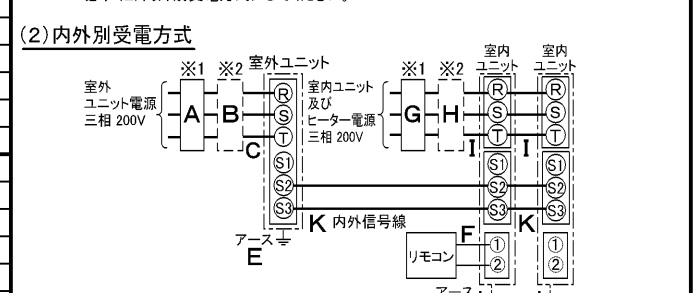 (2)内外別受電方式
※1 ※2 室外ユニット
室外
ユニット電源
三相 200V
A B C
R
S
T
S1
S2
S3
アース
E
室内ユニット
及び
ヒーター電源
三相 200V
※1 ※2
G H I I
室内
ユニット
室内
ユニット
R R
S S
T T
S1 S1
S2 S2
S3 S3
K 内外信号線
K
リモコン
F
① ①
② ②
アース